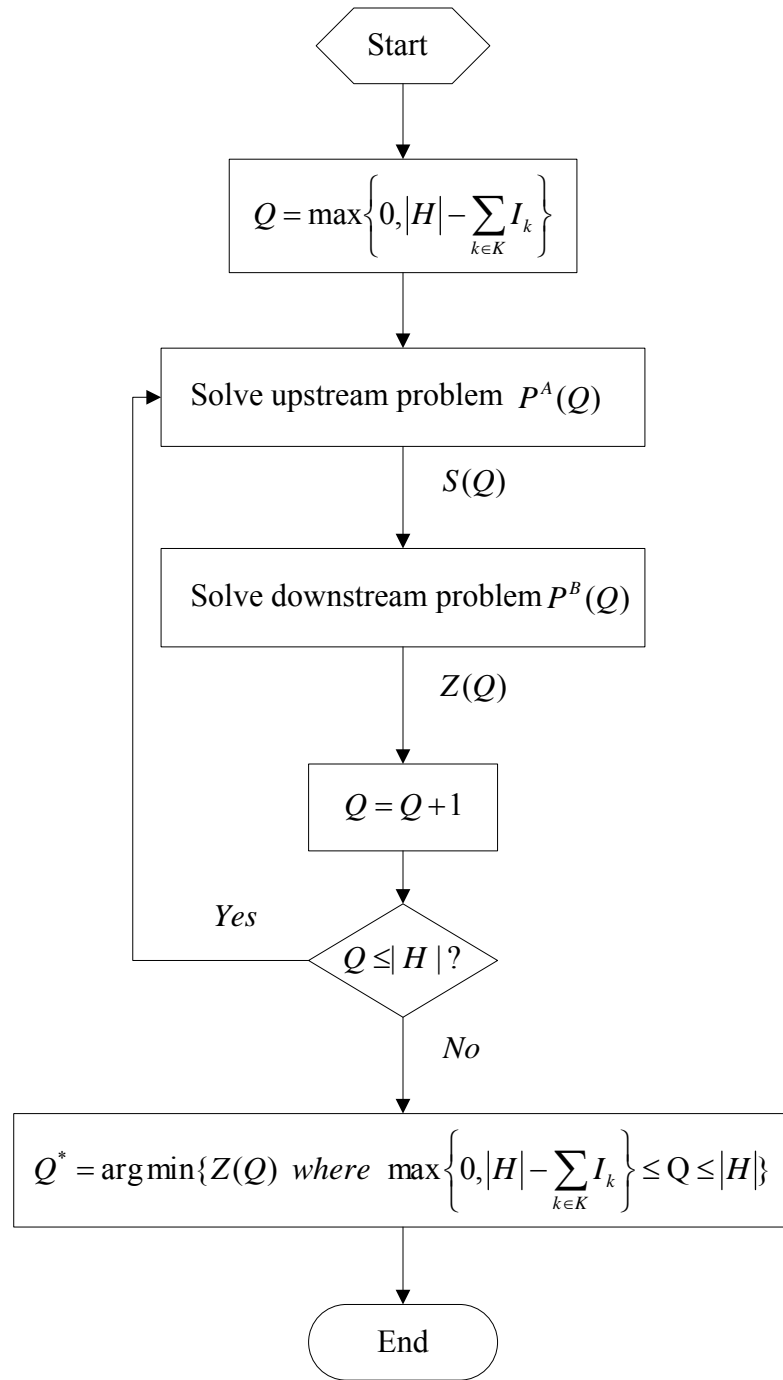 Start
Q = max{0, |H| − ∑_{k∈K} I_k}
Solve upstream problem P^A(Q)
S(Q)
Solve downstream problem P^B(Q)
Z(Q)
Q = Q + 1
Yes
Q ≤ | H | ?
No
Q^* = arg min{Z(Q) where max{0, |H| − ∑_{k∈K} I_k} ≤ Q ≤ |H|}
End